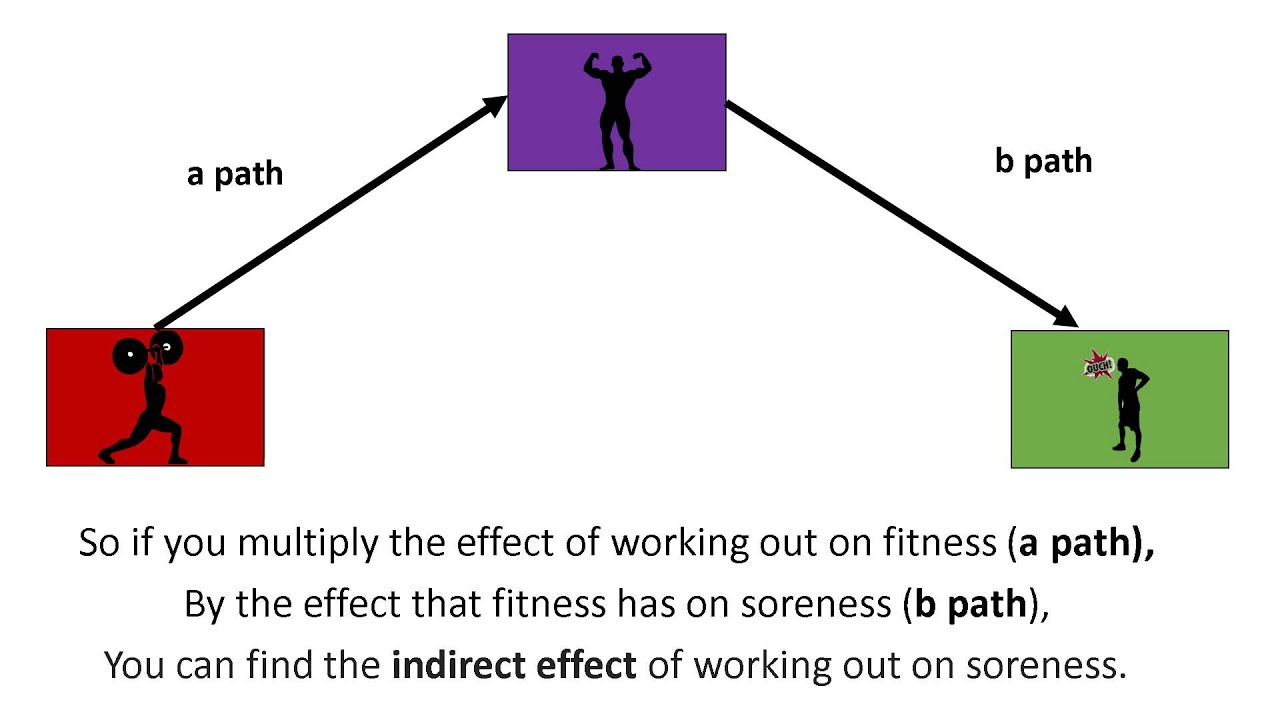 a path
b path
OUCH!
So if you multiply the effect of working out on fitness (a path),
By the effect that fitness has on soreness (b path),
You can find the indirect effect of working out on soreness.